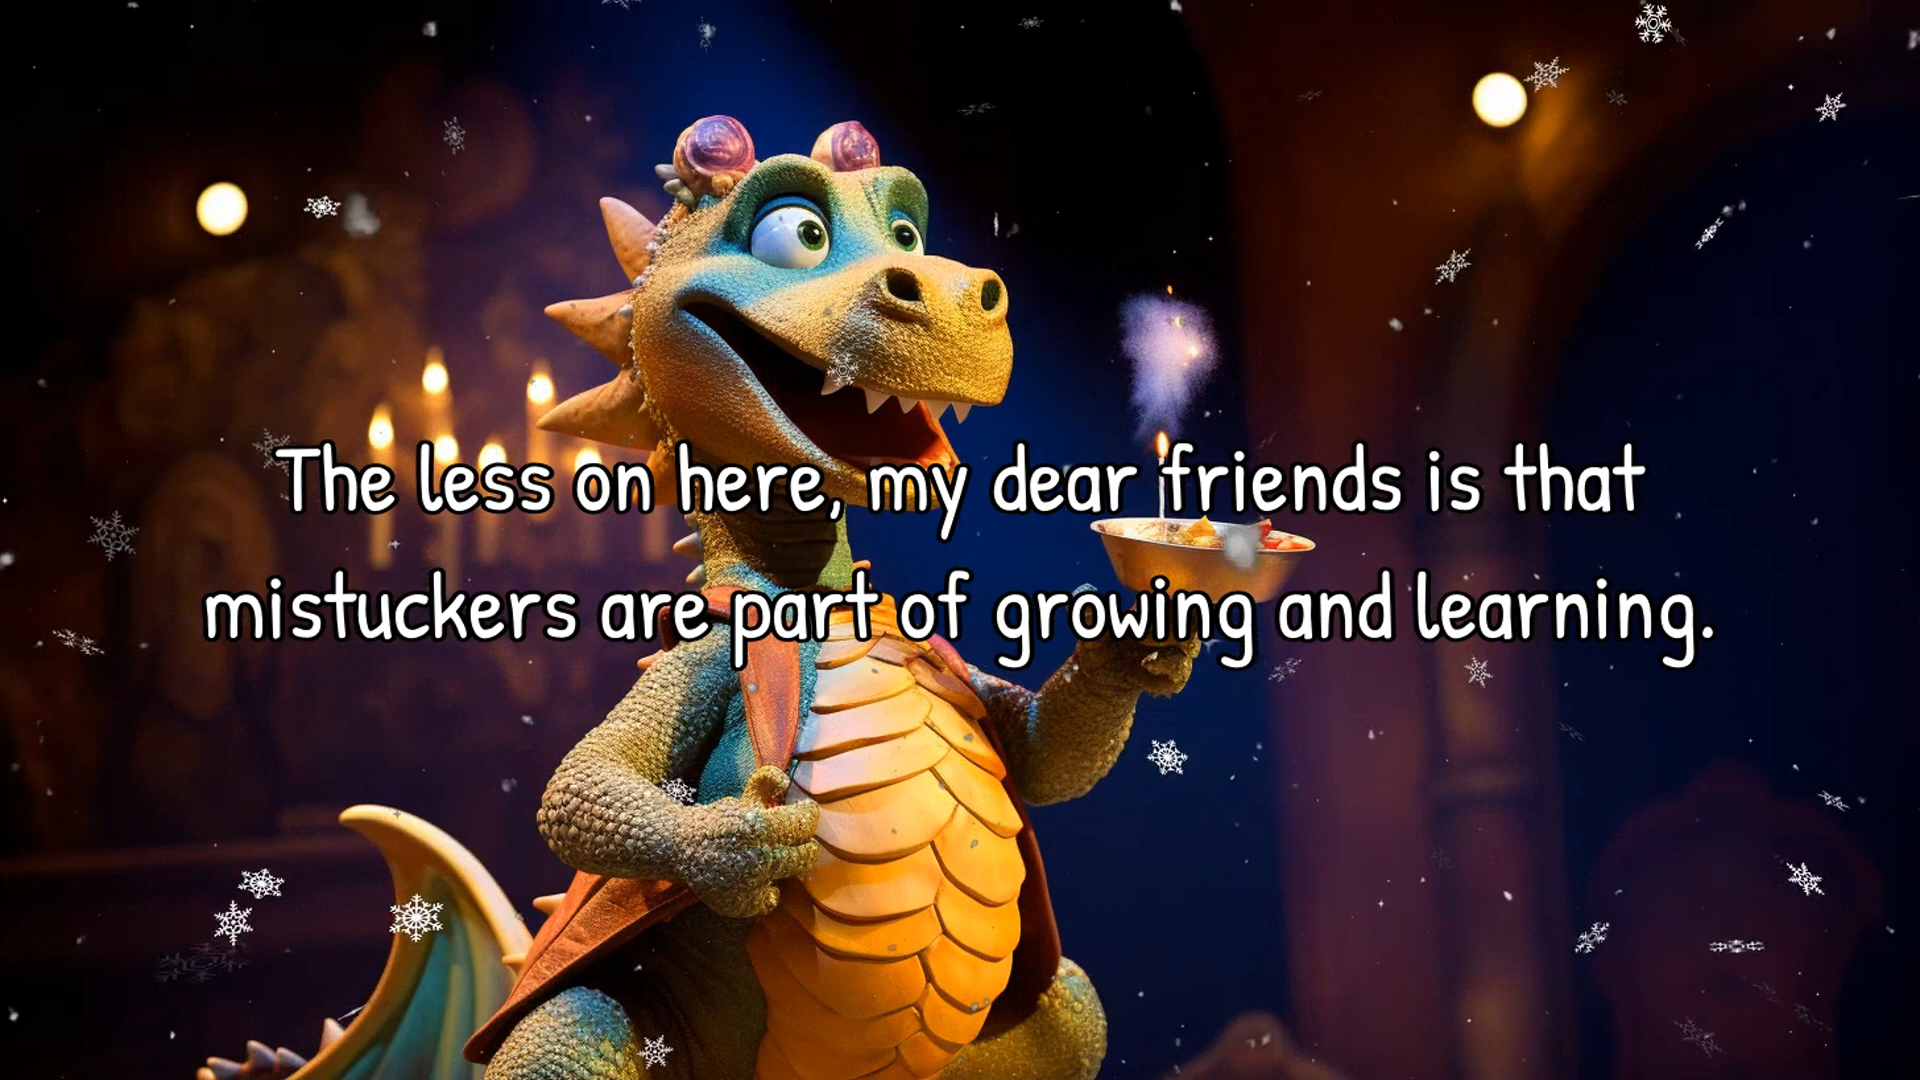 The less on here, my dear friends is that
mistuckers are part of growing and learning.